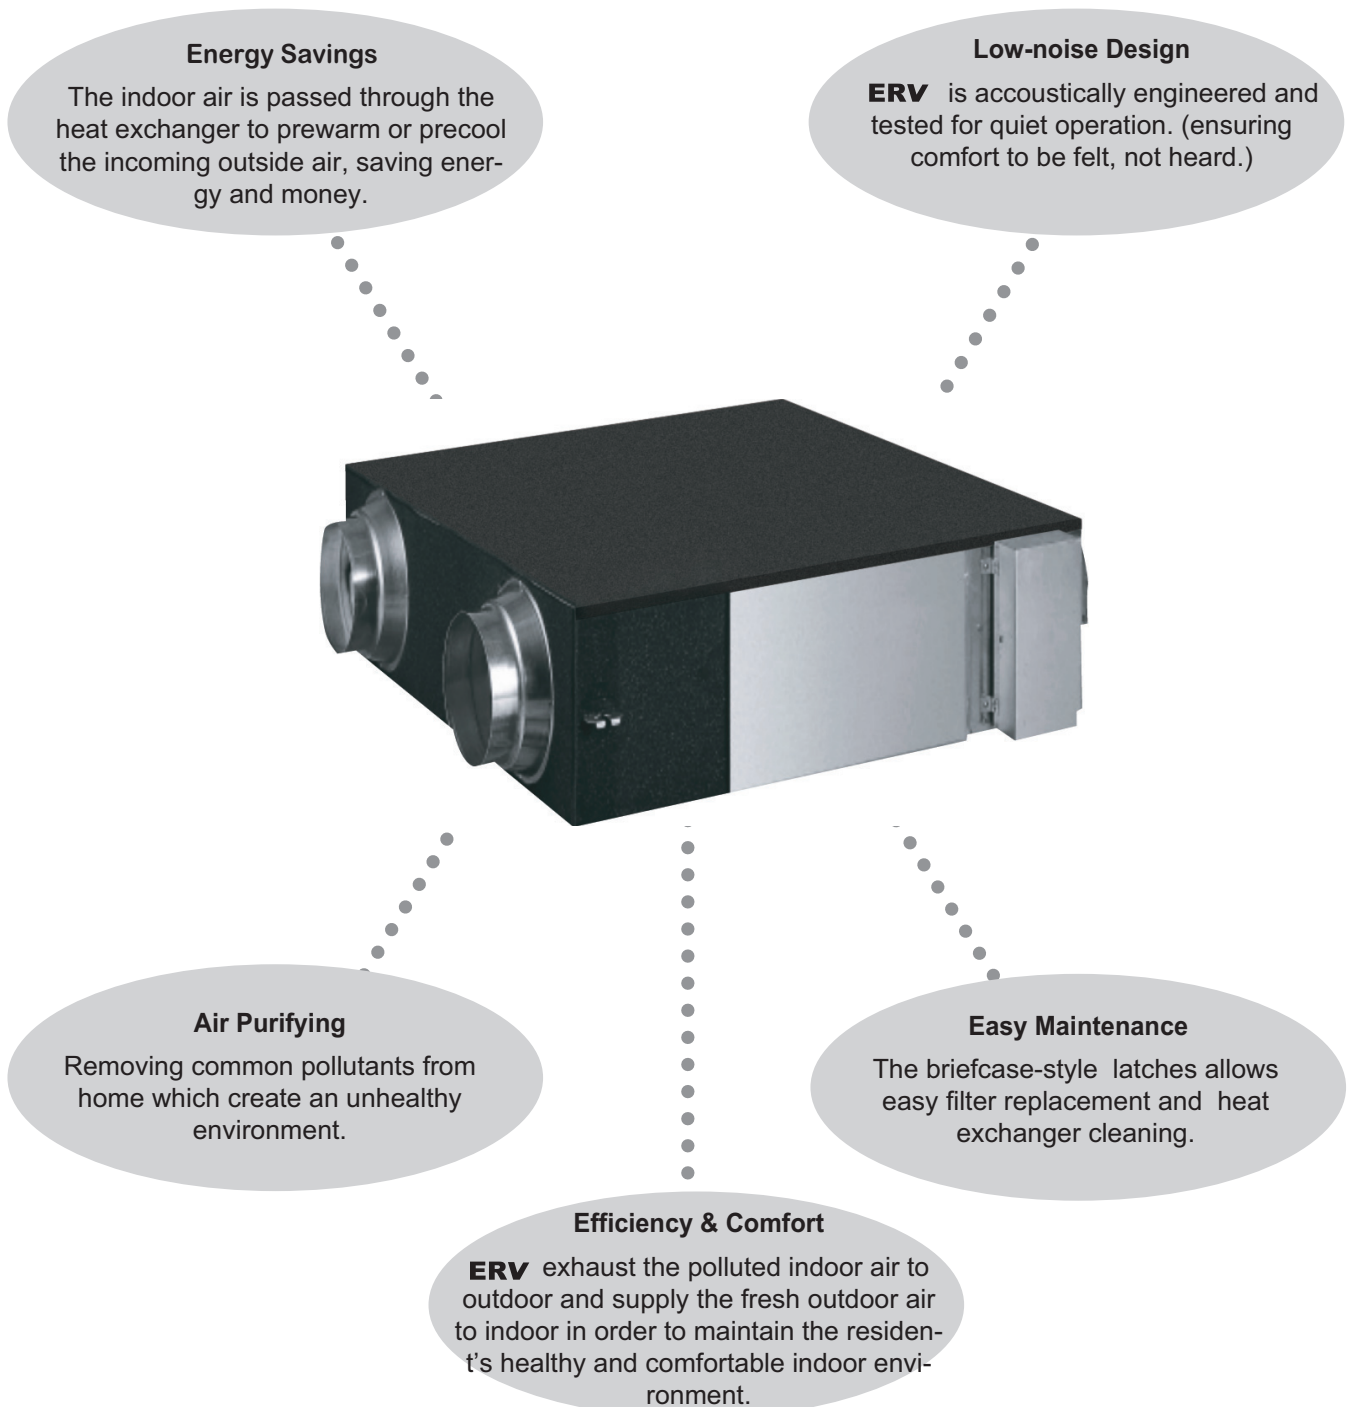 Energy Savings
The indoor air is passed through the
heat exchanger to prewarm or precool
the incoming outside air, saving ener-
gy and money.
Low-noise Design
ERV is accoustically engineered and
tested for quiet operation. (ensuring
comfort to be felt, not heard.)
Air Purifying
Removing common pollutants from
home which create an unhealthy
environment.
Easy Maintenance
The briefcase-style latches allows
easy filter replacement and heat
exchanger cleaning.
Efficiency & Comfort
ERV exhaust the polluted indoor air to
outdoor and supply the fresh outdoor air
to indoor in order to maintain the residen-
t’s healthy and comfortable indoor envi-
ronment.